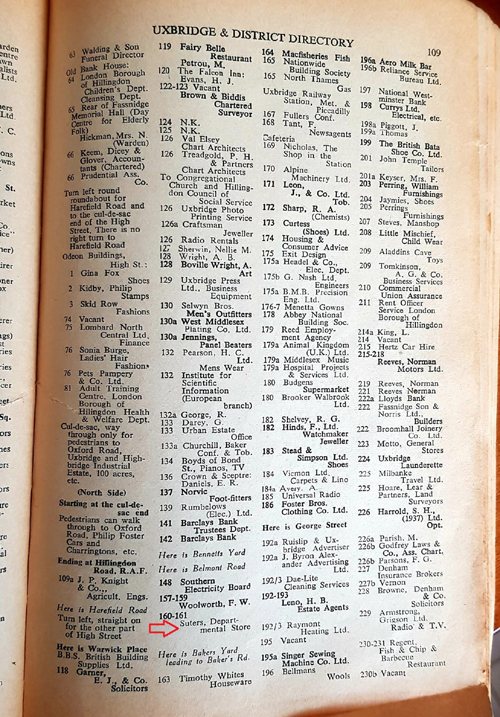 UXBRIDGE & DISTRICT DIRECTORY
109
63 Walding & Son
Funeral Director
Old Bank House:
64 London Borough
of Hillingdon
Children's Dept.
Cleansing Dept.
65 Rear of Fassnidge
Memorial Hall (Day
Centre for Elderly
Folk)
Hickman, Mrs. N.
(Warden)
66 Keem, Dicey &
Glover, Accoun-
tants (Chartered)
66 Prudential Ass.
Co.
Turn left round
roundabout for
Harefield Road and
to the cul-de-sac
end of the High
Street. There is no
right turn to
Harefield Road
Odeon Buildings,
High St.:
1 Gina Fox
Shoes
2 Kidby, Philip
Stamps
3 Skid Row
Fashions
74 Vacant
75 Lombard North
Central Ltd,
Finance
76 Sonia Burge,
Ladies' Hair
Fashions
76 Pets Pampery
& Co. Ltd.
81 Adult Training
Centre, London
Borough of
Hillingdon Health
& Welfare Dept.
Cul-de-sac, way
through only for
pedestrians to
Oxford Road,
Uxbridge and High-
bridge Industrial
Estate, 100 acres,
etc.
(North Side)
Starting at the cul-de-
sac end
Pedestrians can walk
through to Oxford
Road, Philip Foster
Cars and
Charringtons, etc.
Ending at Hillingdon
Road, R.A.F.
109a J. P. Knight
& Co.,
Agricult. Engs.
Here is Harefield Road
Turn left, straight on
for the other part
of High Street
Here is Warwick Place
B.B.S. British Building
Supplies Ltd.
118 Garner,
E. J., & Co.
Solicitors
119 Fairy Belle
Restaurant
Petrou, M.
120 The Falcon Inn:
Evans, H. J.
122-123 Vacant
Brown & Biddis
Chartered
Surveyor
124 N.K.
125 N.K.
126 Val Elsey
Chart Architects
126 Treadgold, P. H.
& Partners
Chart Architects
To Congregational
Church and Hilling-
don Council of
Social Service
126 Uxbridge Photo
Printing Service
126a Craftsman
Jeweller
126 Radio Rentals
127 Sherwin, Nellie M.
128 Wright, A. B.
128 Boville Wright, A.
Art
129 Uxbridge Press
Ltd., Business
Equipment
130 Selwyn Bros.
Men's Outfitters
130a West Middlesex
Plating Co. Ltd.
130a Jennings,
Panel Beaters
132 Pearson, H. C.
Ltd.
Mens Wear
132 Institute for
Scientific
Information
(European
branch)
132a George, R.
133 Darey, G.
133 Urban Estate
Office
133a Churchill, Baker
Conf. & Tob.
134 Boyds of Bond
St., Pianos, TV
136 Crown & Sceptre:
Daniels, E. R.
137 Norvic
Foot-fitters
139 Rumbelows
(Elec.) Ltd.
141 Barclays Bank
Trustees Dept.
142 Barclays Bank
Here is Bennetts Yard
Here is Belmont Road
148 Southern
Electricity Board
157-159
Woolworth, F. W.
160-161
Suters, Depart-
mental Store
Here is Bakers Yard
leading to Baker's Rd.
163 Timothy Whites
Houseware
164 Macfisheries Fish
165 Nationwide
Building Society
165 North Thames
Gas
Uxbridge Railway
Station, Met. &
Piccadilly
167 Fullers Conf.
168 Tant, F.
Newsagents
Cafeteria
169 Nicholas, The
Shop in the
Station
170 Alpine
Machinery Ltd.
171 Leon,
J., & Co. Ltd.
Tob.
172 Sharp, R. A.
(Chemists)
173 Curtess
(Shoes) Ltd.
174 Housing &
Consumer Advice
175 Exit Design
175a Headel & Co.,
Elec. Dept.
175b G. Nash Ltd,
Engineers
175a B.M.B. Precision
Eng. Ltd.
176-7 Menetta Gowns
178 Abbey National
Building Soc.
179 Reed Employ-
ment Agency
179a Animal Kingdom
(U.K.) Ltd.
179a Middlesex Music
179a Hospital Projects
& Services Ltd.
180 Budgens
Supermarket
180 Brooker Walbrook
Ltd.
182 Shelvey, R. G.
182 Hinds, F., Ltd.
Watchmaker
Jeweller
183 Stead &
Simpson Ltd.
Shoes
184 Viemon Ltd.
Carpets & Lino
184a Avery, A.
185 Universal Radio
186 Foster Bros.
Clothing Co. Ltd.
Here is George Street
192a Ruislip & Ux-
bridge Advertiser
192a J. Byron Alex-
ander Advertising
Ltd.
192/3 Dae-Lite
Cleaning Services
192-193
Leno, H. B.
Estate Agents
192/3 Raymont
Heating Ltd.
195 Vacant
195a Singer Sewing
Machine Co. Ltd.
196 Bellmans
Wools
196a Aero Milk Bar
196b Reliance Service
Bureau Ltd.
197 National West-
minster Bank
198 Currys Ltd,
Electrical, etc.
198a Piggott, J.
199a Thomas
199 The British Bata
Shoe Co. Ltd.
201 John Temple
Tailors
201a Keyser, Mrs. F.
203 Perring, William
Furnishings
204 Jaymies, Shoes
205 Perrings
Furnishings
207 Steves, Manshop
208 Little Mischief,
Child Wear
209 Aladdins Cave
Toys
209 Tomkinson,
A. G. & Co.
Business Services
210 Commercial
Union Assurance
211 Rent Officer
Service London
Borough of
Hillingdon
214a King, L.
214 Vacant
215 Hertz Car Hire
215-218
Reeves, Norman
Motors Ltd.
219 Reeves, Norman
221 Reeves Norman
222a Lloyds Bank
222 Fassnidge Son &
Norris Ltd.,
Builders
222 Broomhall Joinery
Co. Ltd.
223 Motto, General
Stores
224 Uxbridge
Launderette
225 Milbanke
Travel Ltd.
225 Hoare, Lear &
Partners, Land
Surveyors
226 Harrold, S. H.,
(1937) Ltd.
Opt.
226a Parish, M.
226b Godfrey Laws &
Co., Ass. Chart.
226b Parsons, F. G.
227 Denham
Insurance Brokers
227b Vernon
228 Browne, Denham
& Co
Solicitors
229 Armstrong,
Grigson Ltd.
Radio & T.V.
230-231 Regent,
Fish & Chip &
Barbecue
Restaurant
230b Vacant